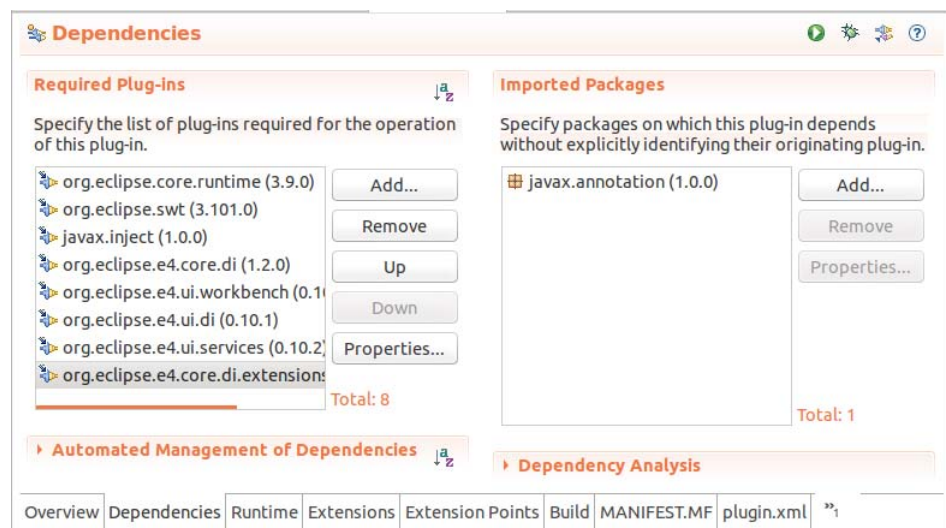 Dependencies
Required Plug-ins
Specify the list of plug-ins required for the operation
of this plug-in.
org.eclipse.core.runtime (3.9.0)
org.eclipse.swt (3.101.0)
javax.inject (1.0.0)
org.eclipse.e4.core.di (1.2.0)
org.eclipse.e4.ui.workbench (0.1
org.eclipse.e4.ui.di (0.10.1)
org.eclipse.e4.ui.services (0.10.2)
org.eclipse.e4.core.di.extensions
Add...
Remove
Up
Down
Properties...
Total: 8
Automated Management of Dependencies
Imported Packages
Specify packages on which this plug-in depends
without explicitly identifying their originating plug-in.
javax.annotation (1.0.0)
Add...
Remove
Properties...
Total: 1
Dependency Analysis
Overview Dependencies Runtime Extensions Extension Points Build MANIFEST.MF plugin.xml »1